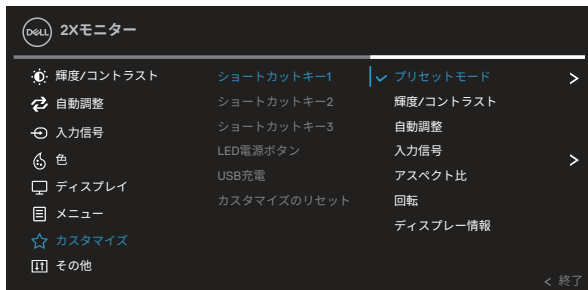 DELL 2Xモニター
輝度/コントラスト
自動調整
入力信号
色
ディスプレイ
メニュー
カスタマイズ
その他
ショートカットキー1
ショートカットキー2
ショートカットキー3
LED電源ボタン
USB充電
カスタマイズのリセット
プリセットモード
輝度/コントラスト
自動調整
入力信号
アスペクト比
回転
ディスプレー情報
< 終了